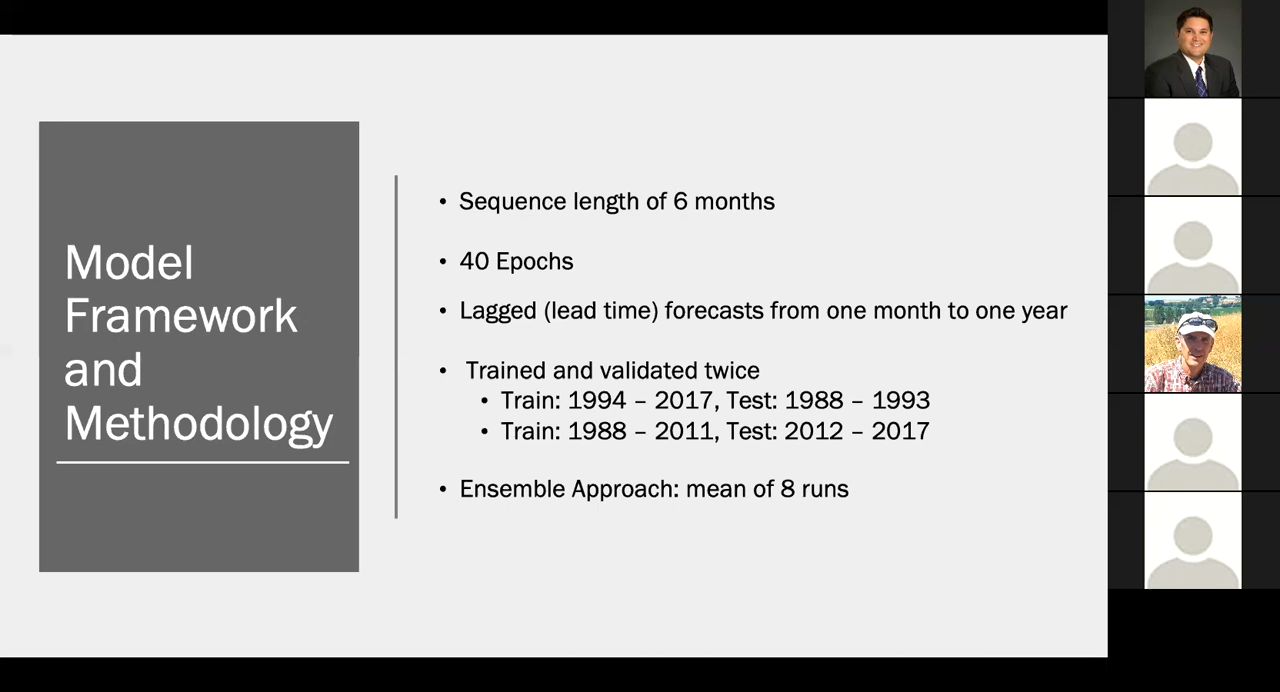 Model
Framework
and
Methodology
• Sequence length of 6 months
• 40 Epochs
• Lagged (lead time) forecasts from one month to one year
• Trained and validated twice
• Train: 1994 – 2017, Test: 1988 – 1993
• Train: 1988 – 2011, Test: 2012 – 2017
• Ensemble Approach: mean of 8 runs